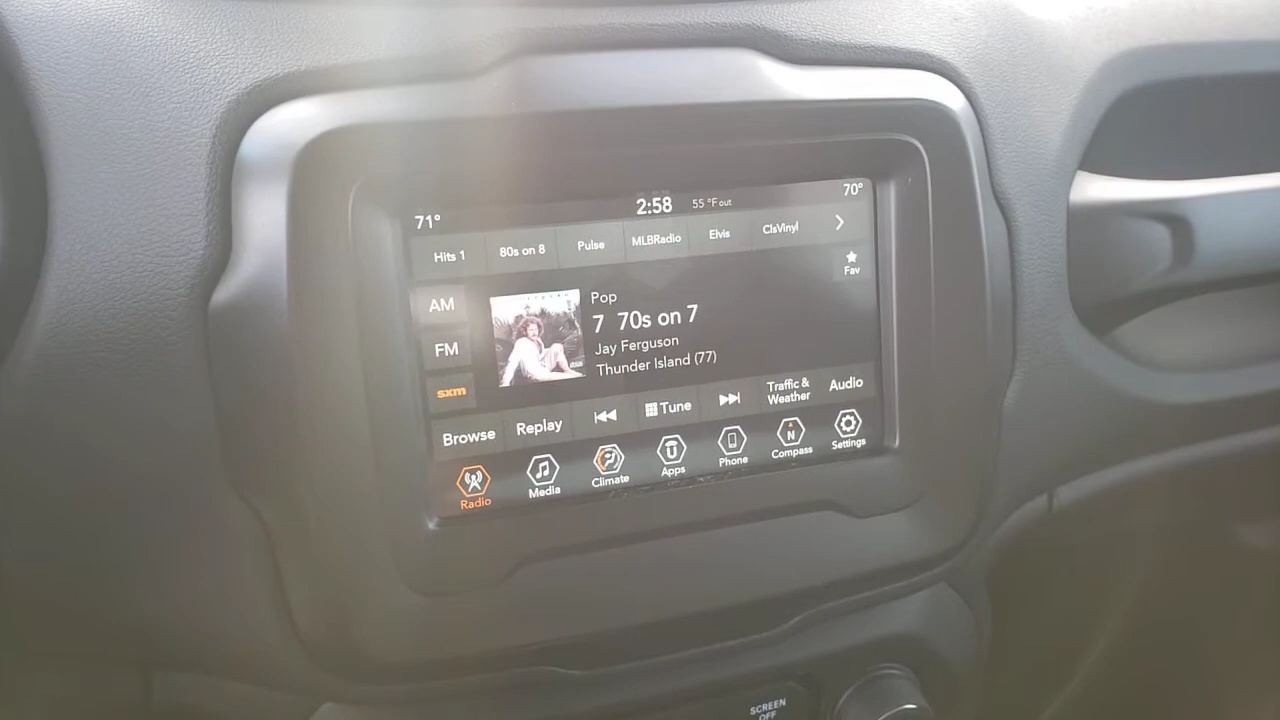 71° 2:58 55 °F out 70°
Hits 1 80s on 8 Pulse MLBRadio Elvis ClsVinyl
Fav
AM
FM
sxm
Pop
7 70s on 7
Jay Ferguson
Thunder Island (77)
Browse Replay Tune Traffic & Weather Audio
Radio Media Climate Apps N Compass Phone Settings
SCREEN
OFF